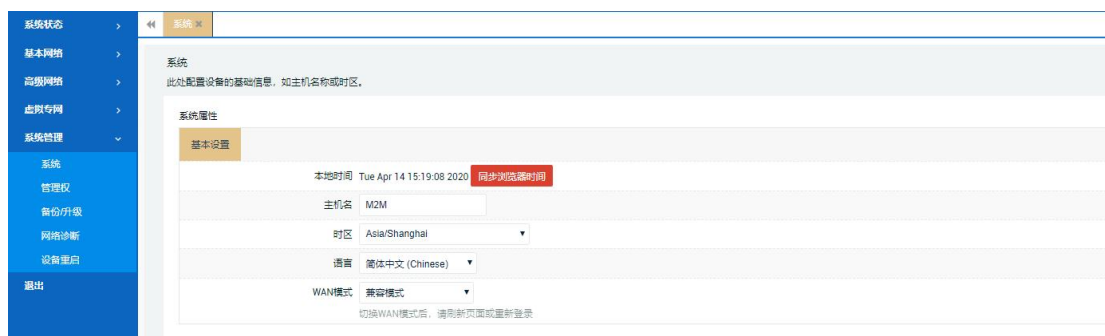 系统状态
基本网络
高级网络
虚拟专网
系统管理
系统
管理权
备份/升级
网络诊断
设备重启
退出
系统
系统
此处配置设备的基础信息，如主机名称或时区。
系统属性
基本设置
本地时间 Tue Apr 14 15:19:08 2020 同步浏览器时间
主机名 M2M
时区 Asia/Shanghai
语言 简体中文 (Chinese)
WAN模式 兼容模式
切换WAN模式后，请刷新页面或重新登录